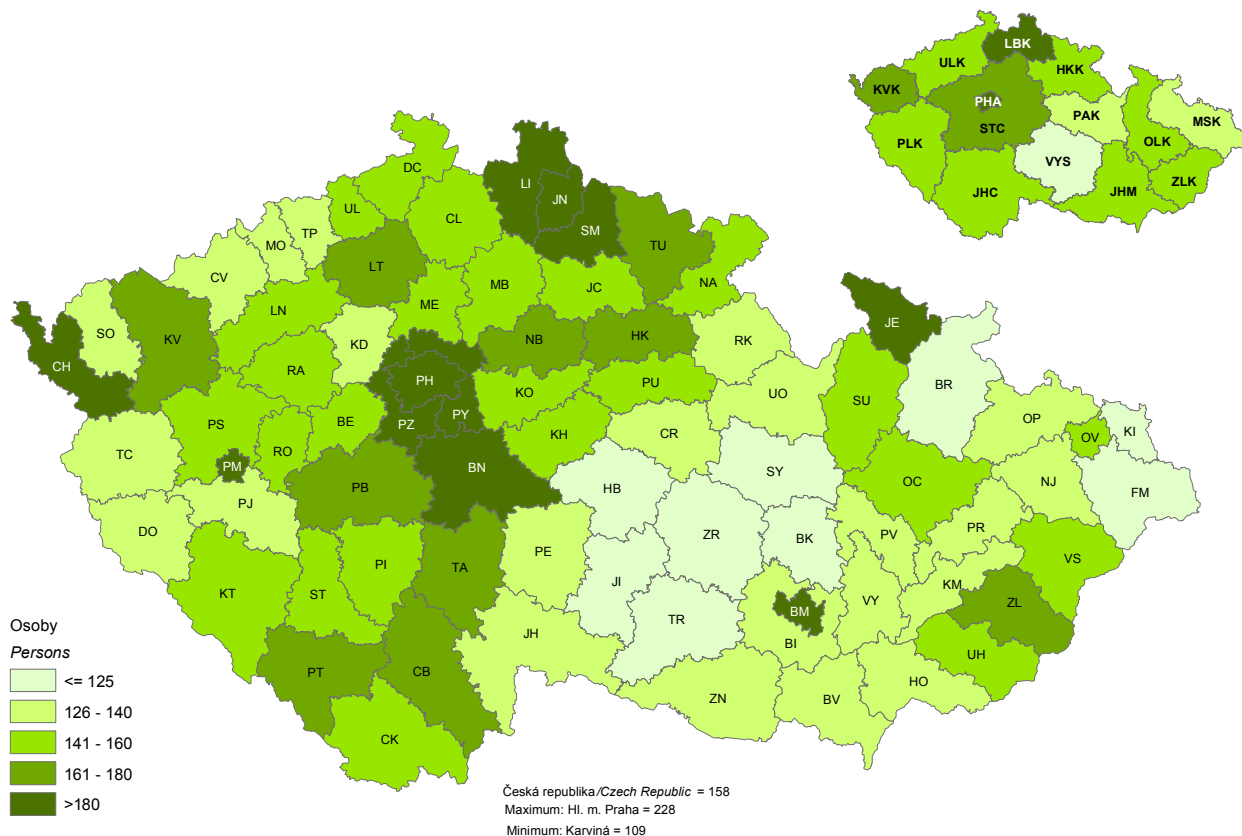 LBK
ULK
HKK
KVK
PHA
PAK
MSK
STC
OLK
PLK
VYS
ZLK
JHC
JHM
DC
LI
JN
UL
CL
SM
TP
MO
TU
CV
LT
MB
JC
NA
ME
LN
SO
KV
NB
HK
JE
KD
RK
CH
RA
PH
BR
KO
PU
UO
PS
BE
PZ
PY
SU
OP
KI
CR
OV
TC
RO
KH
PM
BN
SY
OC
NJ
FM
PB
HB
PJ
PR
DO
ZR
BK
PV
PE
VS
PI
TA
JI
KM
KT
ST
VY
ZL
BM
TR
JH
BI
UH
PT
CB
HO
ZN
BV
CK
Osoby
Persons
<= 125
126 - 140
141 - 160
161 - 180
>180
Česká republika/Czech Republic = 158
Maximum: Hl. m. Praha = 228
Minimum: Karviná = 109